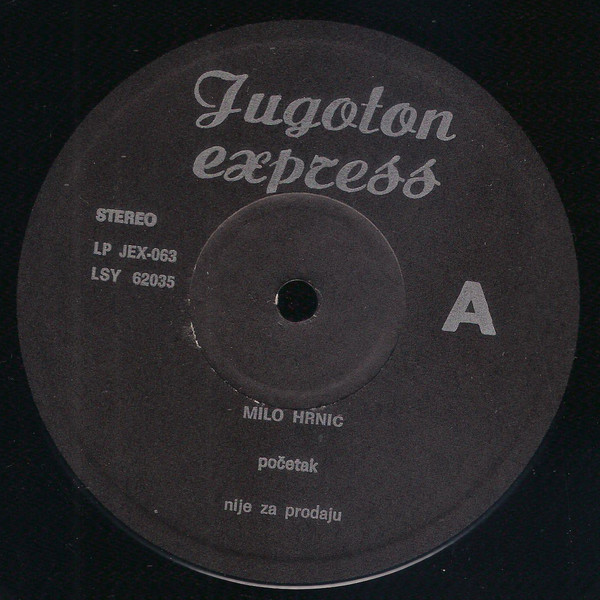 Jugoton
express
STEREO
LP JEX-063
LSY 62035
A
MILO HRNIC
početak
nije za prodaju